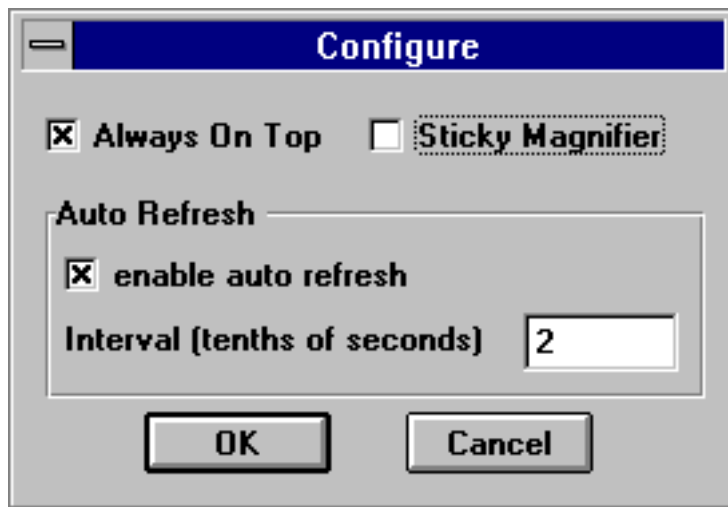 Configure
Always On Top Sticky Magnifier
Auto Refresh
enable auto refresh
Interval (tenths of seconds) 2
OK Cancel